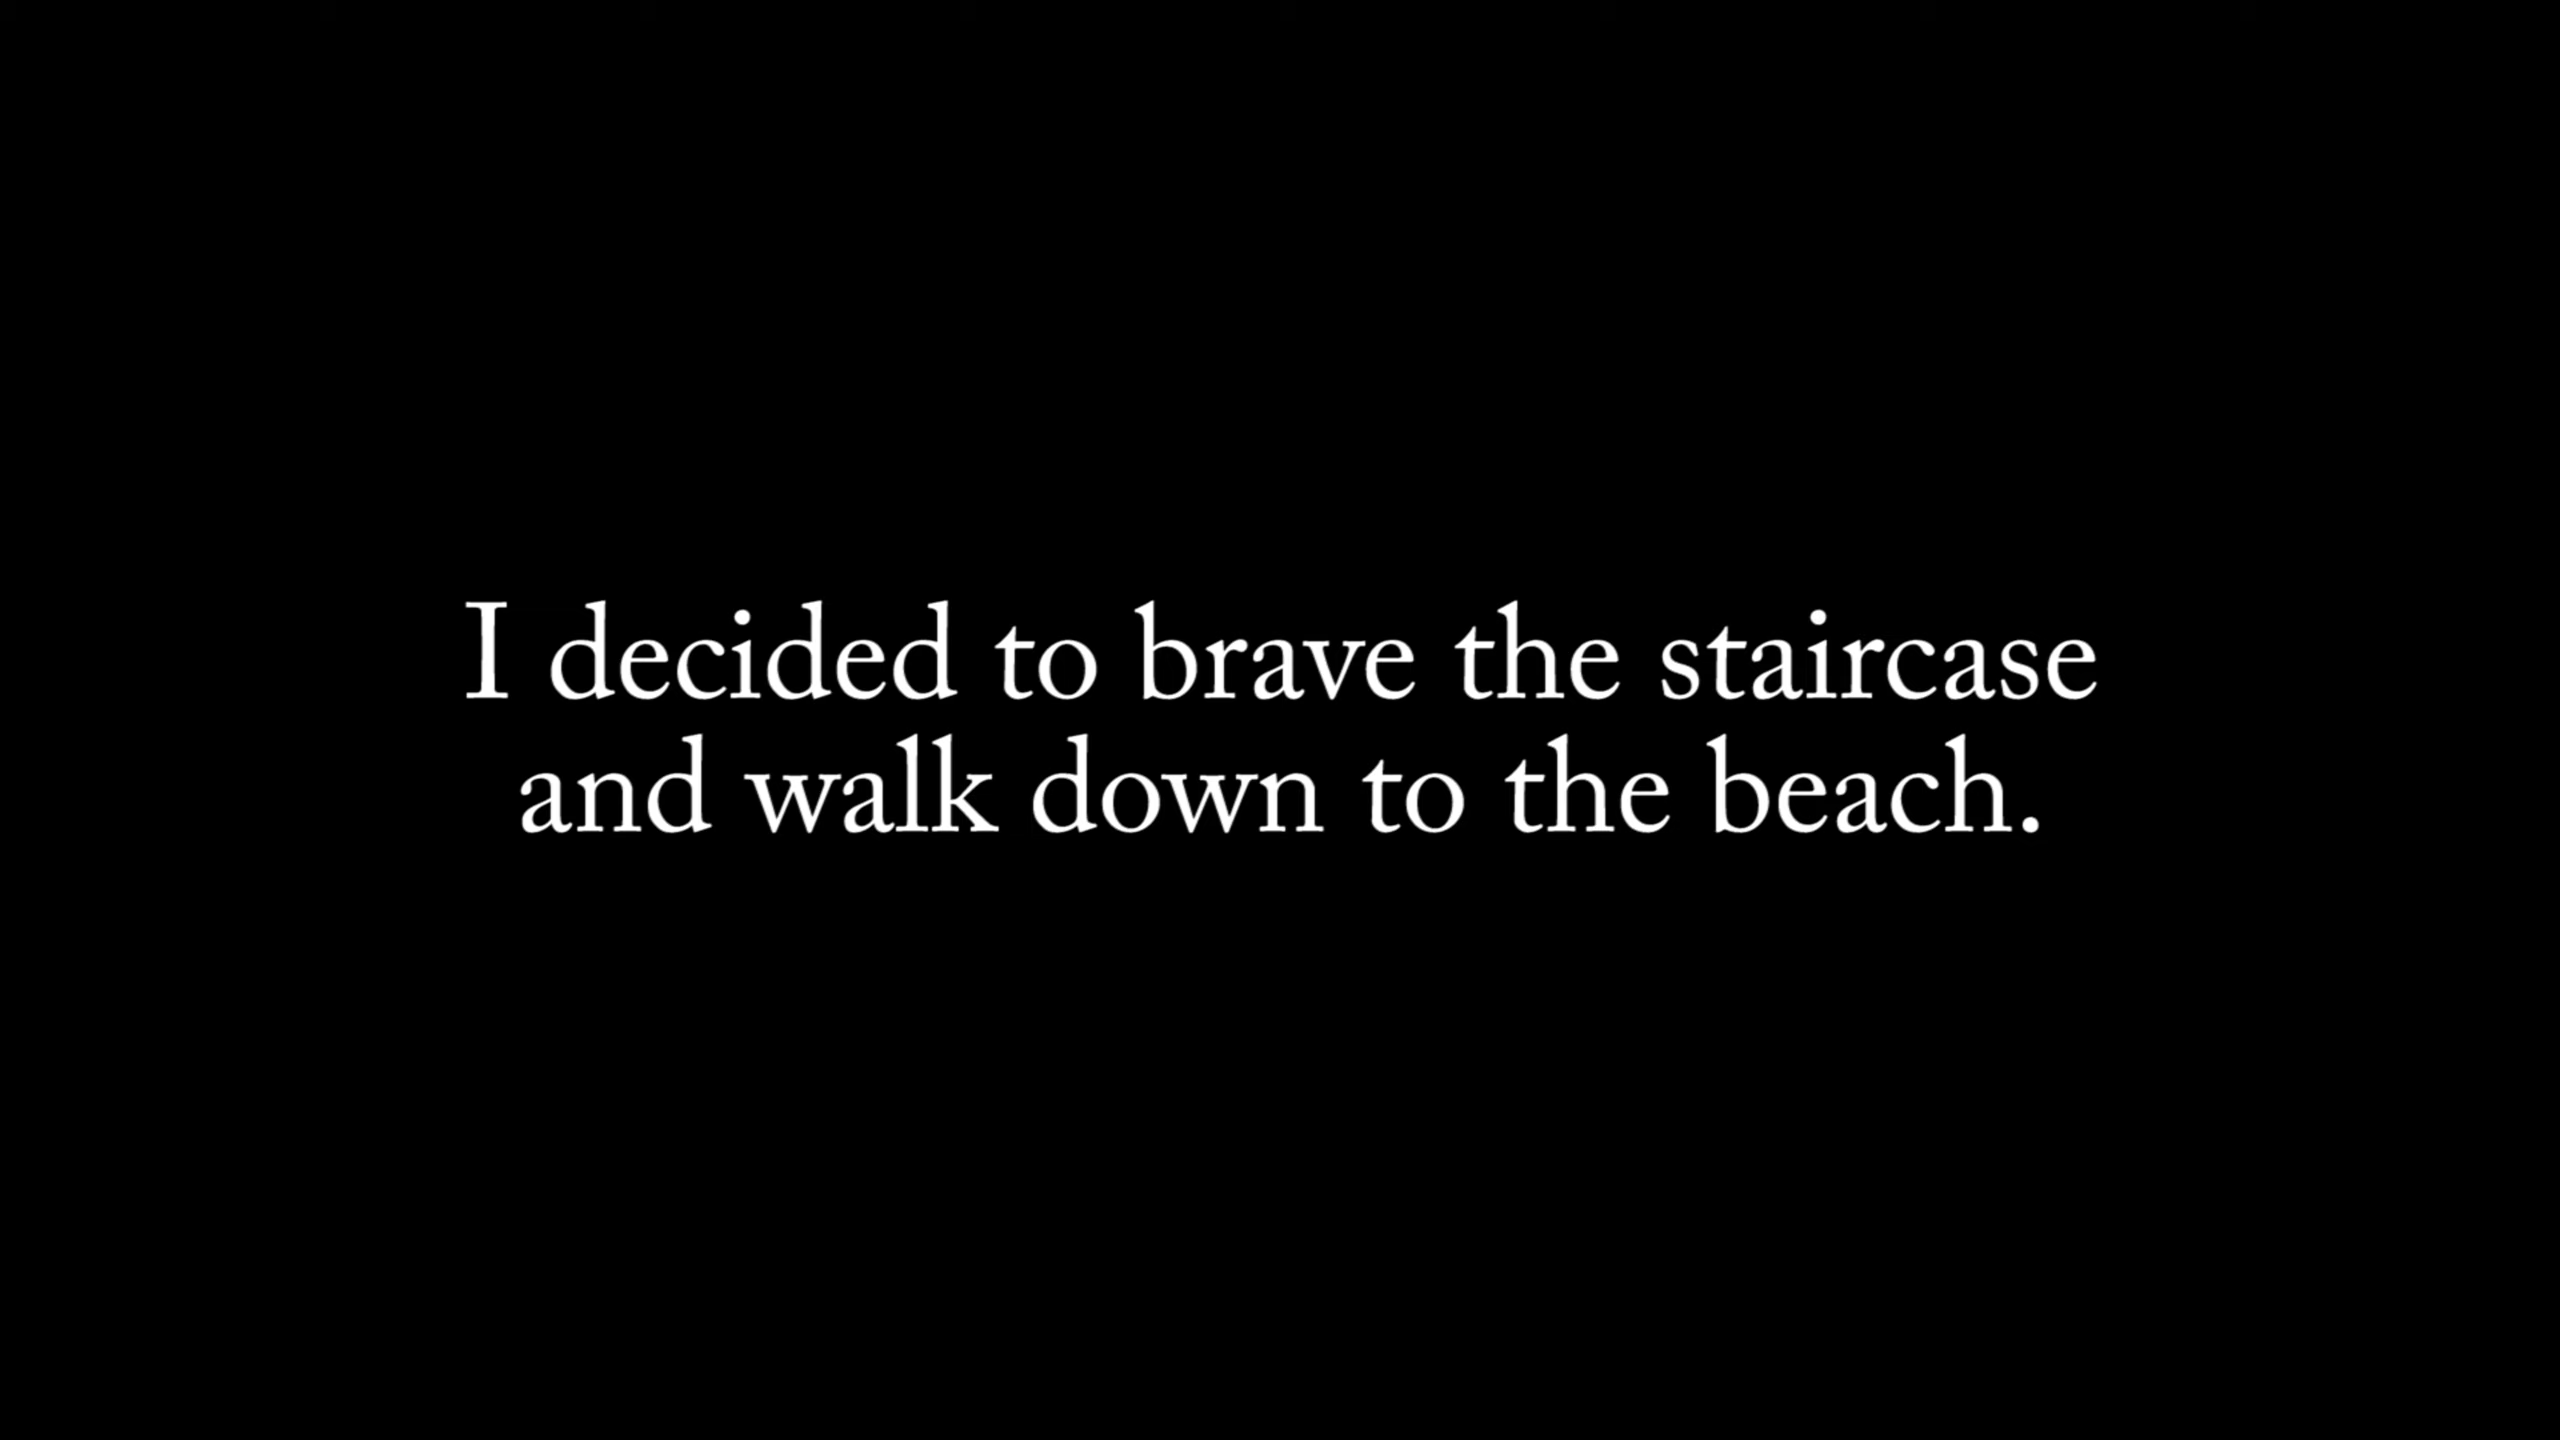 I decided to brave the staircase
and walk down to the beach.